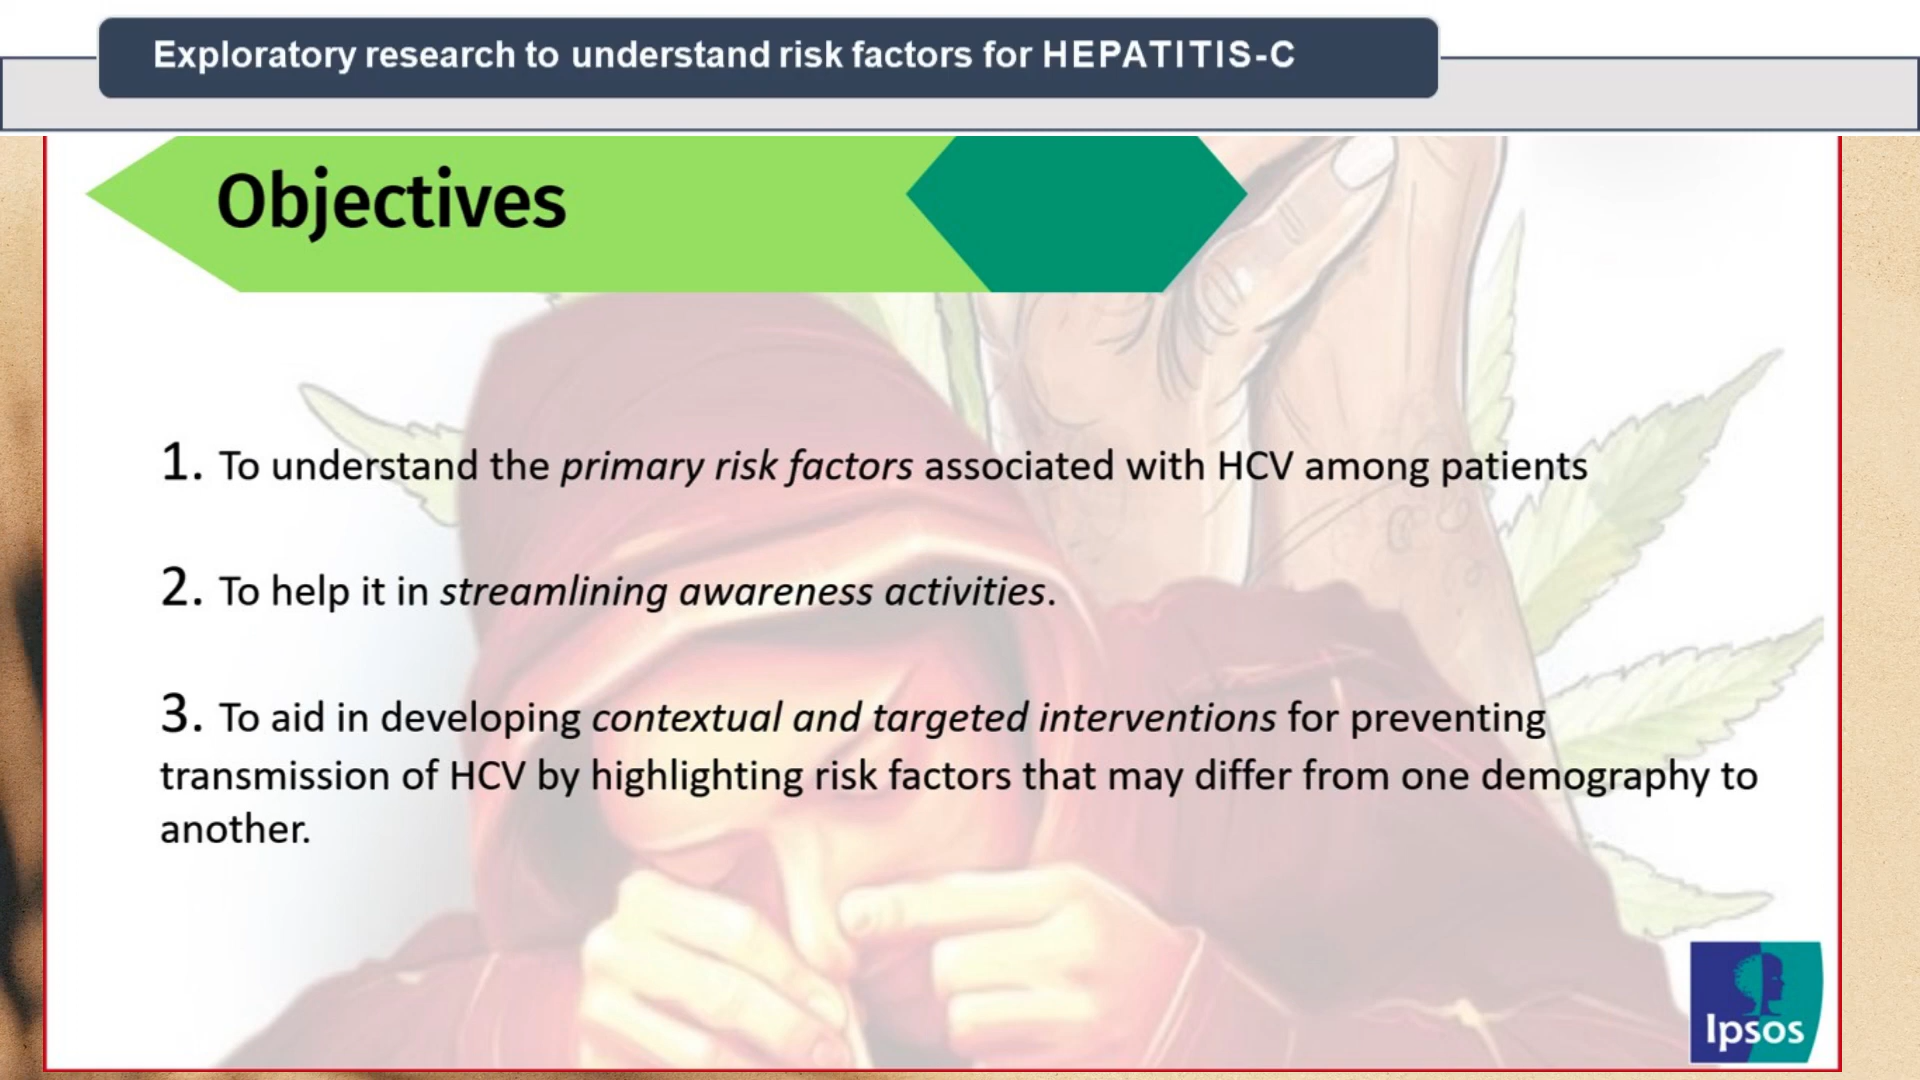 Exploratory research to understand risk factors for HEPATITIS-C
Objectives
1. To understand the primary risk factors associated with HCV among patients
2. To help it in streamlining awareness activities.
3. To aid in developing contextual and targeted interventions for preventing
transmission of HCV by highlighting risk factors that may differ from one demography to
another.
Ipsos